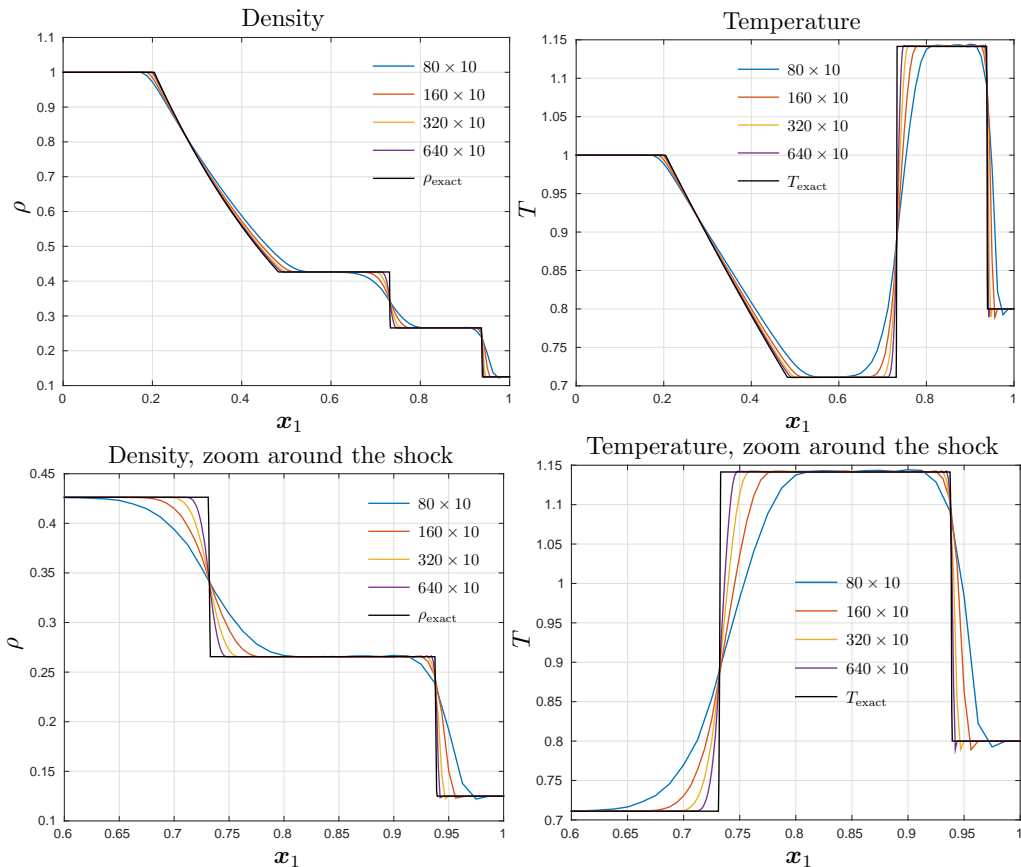 Density
1.1
1
0.9
0.8
0.7
0.6
0.5
0.4
0.3
0.2
0.1
0
0.2
0.4
0.6
0.8
1
ρ
x₁
80 × 10
160 × 10
320 × 10
640 × 10
ρexact
Temperature
1.15
1.1
1.05
1
0.95
0.9
0.85
0.8
0.75
0.7
0
0.2
0.4
0.6
0.8
1
T
x₁
80 × 10
160 × 10
320 × 10
640 × 10
Texact
Density, zoom around the shock
0.45
0.4
0.35
0.3
0.25
0.2
0.15
0.1
0.6
0.65
0.7
0.75
0.8
0.85
0.9
0.95
1
ρ
x₁
80 × 10
160 × 10
320 × 10
640 × 10
ρexact
Temperature, zoom around the shock
1.15
1.1
1.05
1
0.95
0.9
0.85
0.8
0.75
0.7
0.6
0.65
0.7
0.75
0.8
0.85
0.9
0.95
1
T
x₁
80 × 10
160 × 10
320 × 10
640 × 10
Texact